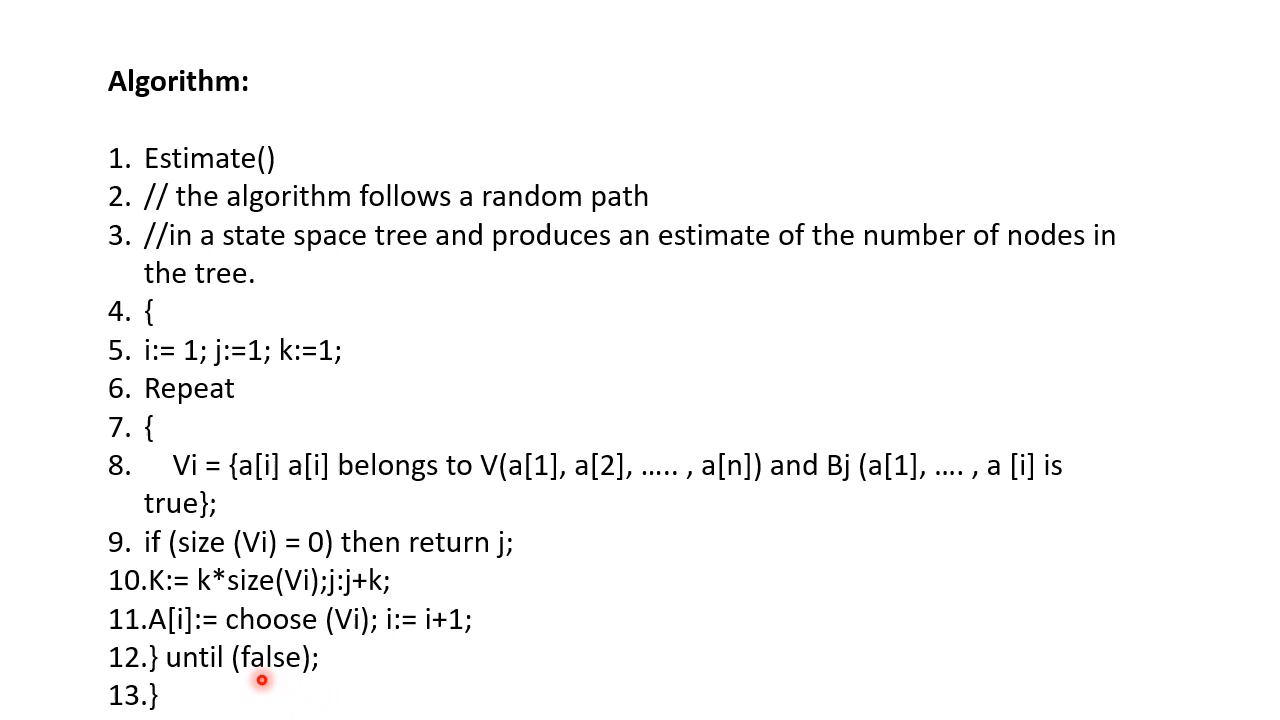 Algorithm:
1. Estimate()
2. // the algorithm follows a random path
3. //in a state space tree and produces an estimate of the number of nodes in
the tree.
4. {
5. i:= 1; j:=1; k:=1;
6. Repeat
7. {
8. Vi = {a[i] a[i] belongs to V(a[1], a[2], ….. , a[n]) and Bj (a[1], …. , a [i] is
true};
9. if (size (Vi) = 0) then return j;
10.K:= k*size(Vi);j:j+k;
11.A[i]:= choose (Vi); i:= i+1;
12.} until (false);
13.}